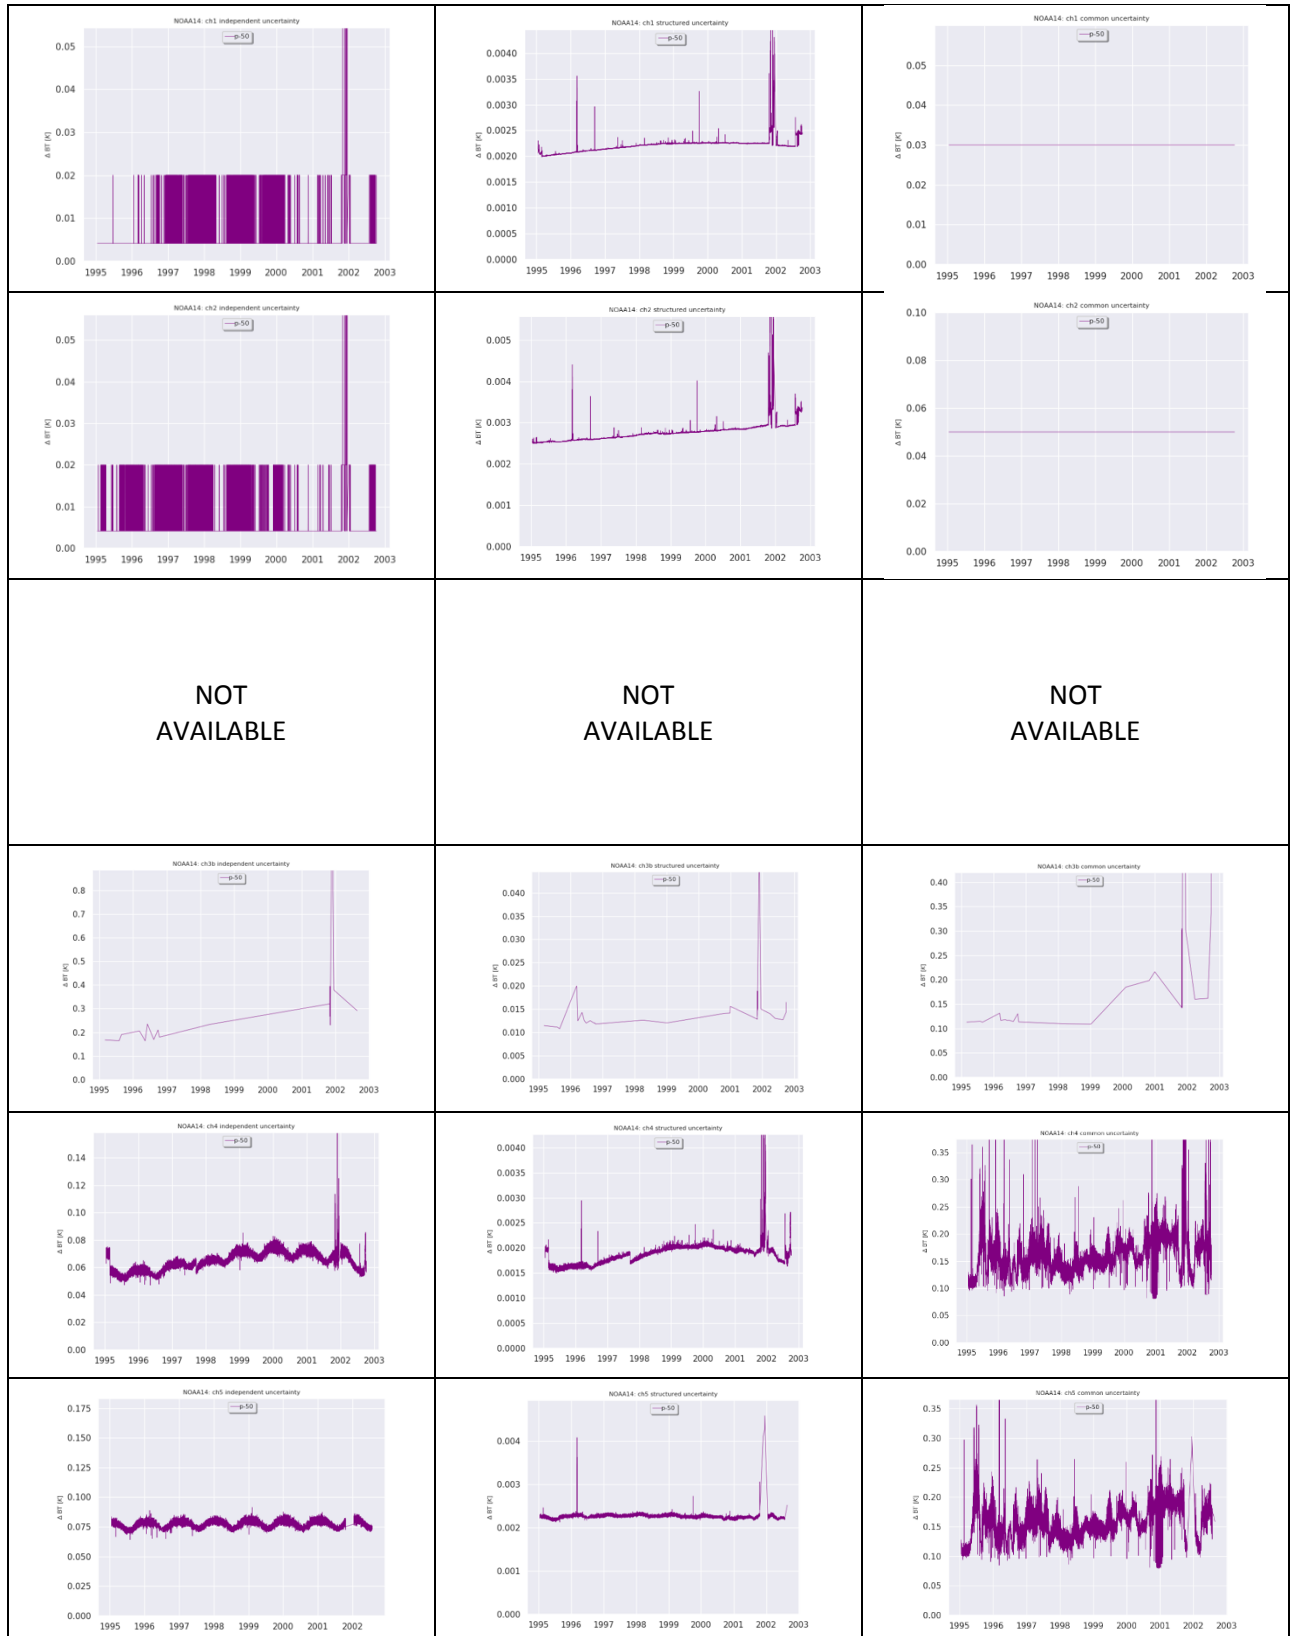 NOAA14: ch1 independent uncertainty
p-50
0.05
0.04
0.03
0.02
0.01
0.00
Δ BT [K]
1995 1996 1997 1998 1999 2000 2001 2002 2003
NOAA14: ch1 structured uncertainty
p-50
0.0040
0.0035
0.0030
0.0025
0.0020
0.0015
0.0010
0.0005
0.0000
Δ BT [K]
1995 1996 1997 1998 1999 2000 2001 2002 2003
NOAA14: ch1 common uncertainty
p-50
0.05
0.04
0.03
0.02
0.01
0.00
Δ BT [K]
1995 1996 1997 1998 1999 2000 2001 2002 2003
NOAA14: ch2 independent uncertainty
p-50
0.05
0.04
0.03
0.02
0.01
0.00
Δ BT [K]
1995 1996 1997 1998 1999 2000 2001 2002 2003
NOAA14: ch2 structured uncertainty
p-50
0.005
0.004
0.003
0.002
0.001
0.000
Δ BT [K]
1995 1996 1997 1998 1999 2000 2001 2002 2003
NOAA14: ch2 common uncertainty
p-50
0.10
0.08
0.06
0.04
0.02
0.00
Δ BT [K]
1995 1996 1997 1998 1999 2000 2001 2002 2003
NOT
AVAILABLE
NOT
AVAILABLE
NOT
AVAILABLE
NOAA14: ch3b independent uncertainty
p-50
0.8
0.7
0.6
0.5
0.4
0.3
0.2
0.1
0.0
Δ BT [K]
1995 1996 1997 1998 1999 2000 2001 2002 2003
NOAA14: ch3b structured uncertainty
p-50
0.040
0.035
0.030
0.025
0.020
0.015
0.010
0.005
0.000
Δ BT [K]
1995 1996 1997 1998 1999 2000 2001 2002 2003
NOAA14: ch3b common uncertainty
p-50
0.40
0.35
0.30
0.25
0.20
0.15
0.10
0.05
0.00
Δ BT [K]
1995 1996 1997 1998 1999 2000 2001 2002 2003
NOAA14: ch4 independent uncertainty
p-50
0.14
0.12
0.10
0.08
0.06
0.04
0.02
0.00
Δ BT [K]
1995 1996 1997 1998 1999 2000 2001 2002 2003
NOAA14: ch4 structured uncertainty
p-50
0.0040
0.0035
0.0030
0.0025
0.0020
0.0015
0.0010
0.0005
0.0000
Δ BT [K]
1995 1996 1997 1998 1999 2000 2001 2002 2003
NOAA14: ch4 common uncertainty
p-50
0.35
0.30
0.25
0.20
0.15
0.10
0.05
0.00
Δ BT [K]
1995 1996 1997 1998 1999 2000 2001 2002 2003
NOAA14: ch5 independent uncertainty
p-50
0.175
0.150
0.125
0.100
0.075
0.050
0.025
0.000
Δ BT [K]
1995 1996 1997 1998 1999 2000 2001 2002
NOAA14: ch5 structured uncertainty
p-50
0.004
0.003
0.002
0.001
0.000
Δ BT [K]
1995 1996 1997 1998 1999 2000 2001 2002 2003
NOAA14: ch5 common uncertainty
p-50
0.35
0.30
0.25
0.20
0.15
0.10
0.05
0.00
Δ BT [K]
1995 1996 1997 1998 1999 2000 2001 2002 2003